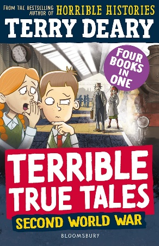 FROM THE BESTSELLING AUTHOR OF HORRIBLE HISTORIES
TERRY DEARY
FOUR
BOOKS IN
ONE
TERRIBLE
TRUE TALES
SECOND WORLD WAR
BLOOMSBURY